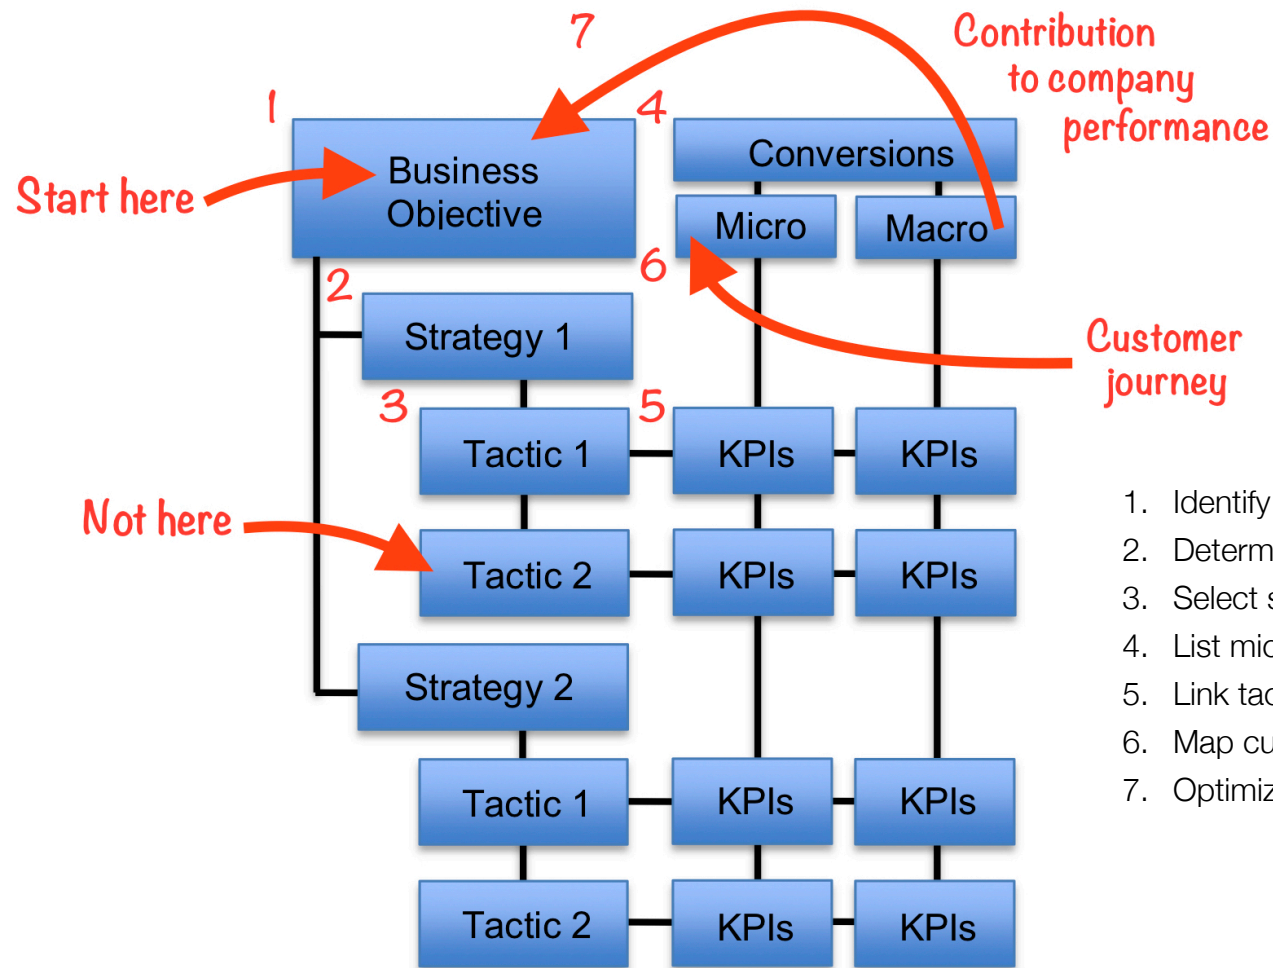 7
Contribution
to company
performance
1
4
Business
Objective
Conversions
Start here
Micro
Macro
6
2
Strategy 1
Customer
journey
3
5
Tactic 1
KPIs
KPIs
Not here
Tactic 2
KPIs
KPIs
Strategy 2
Tactic 1
KPIs
KPIs
Tactic 2
KPIs
KPIs
1. Identify
2. Determ
3. Select s
4. List mic
5. Link tac
6. Map cu
7. Optimiz